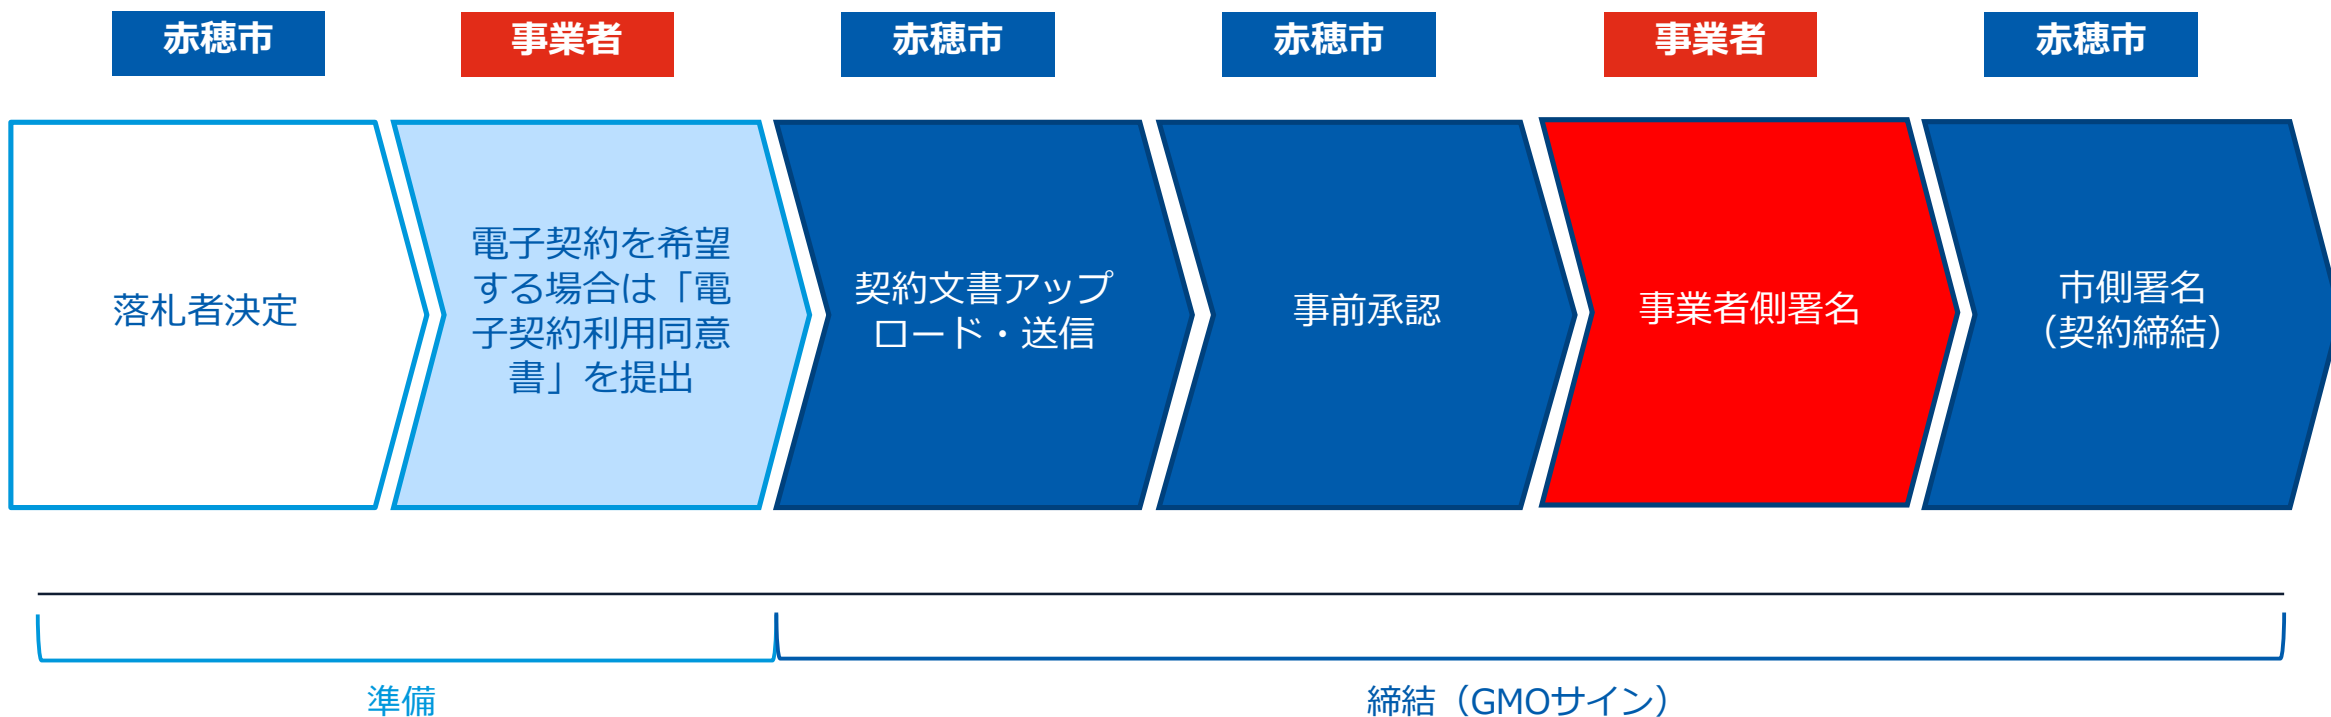 赤穂市
事業者
赤穂市
赤穂市
事業者
赤穂市
落札者決定
電子契約を希望
する場合は「電
子契約利用同意
書」を提出
契約文書アップ
ロード・送信
事前承認
事業者側署名
市側署名
（契約締結）
準備
締結（GMOサイン）